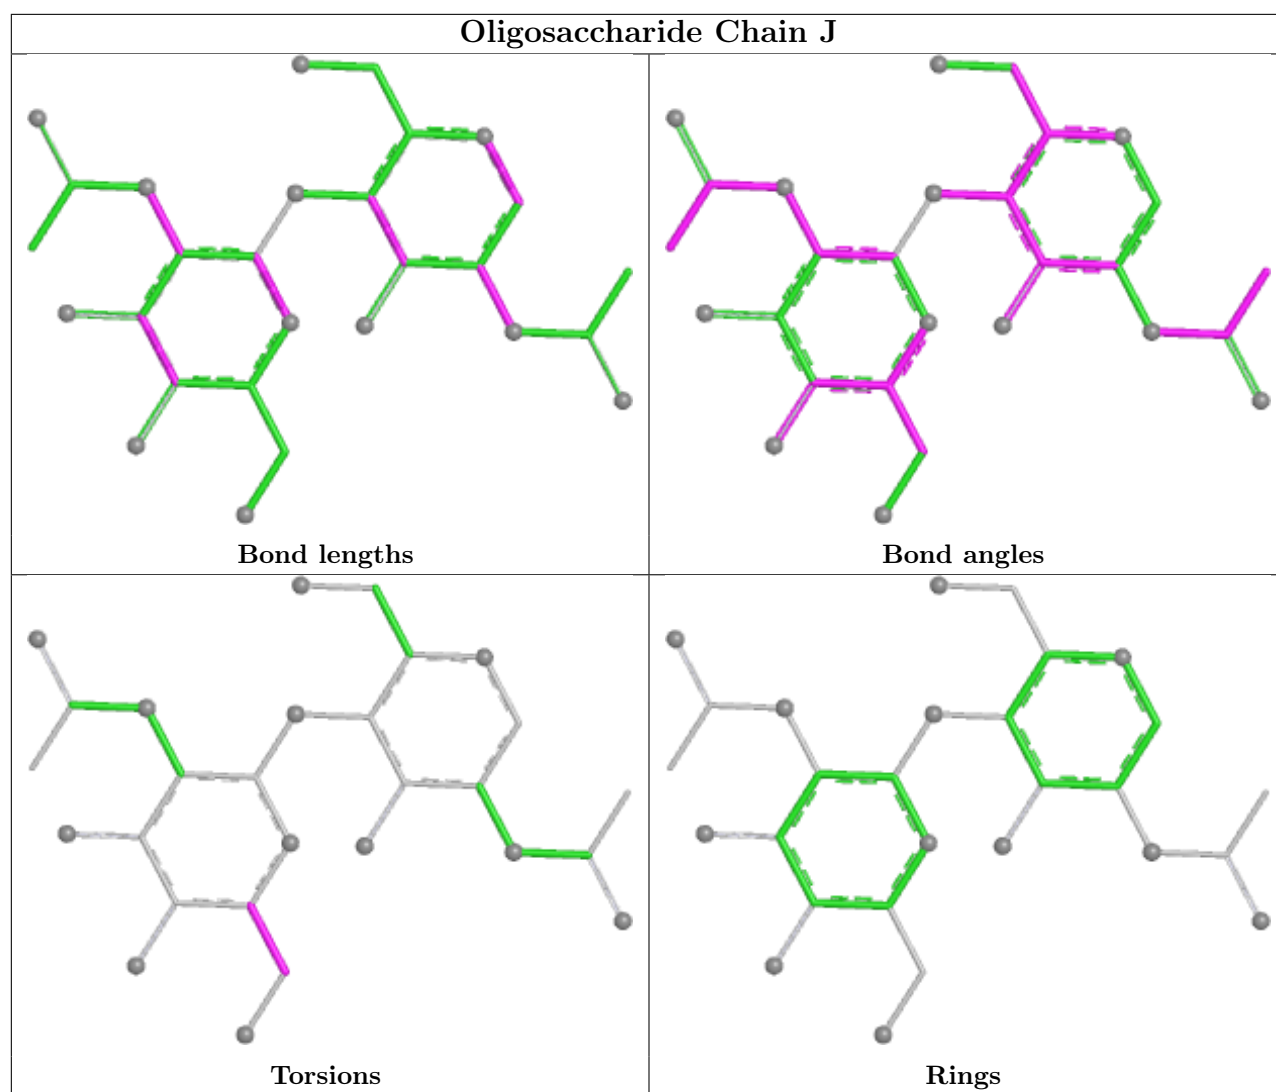 Oligosaccharide Chain J
Bond lengths
Bond angles
Torsions
Rings